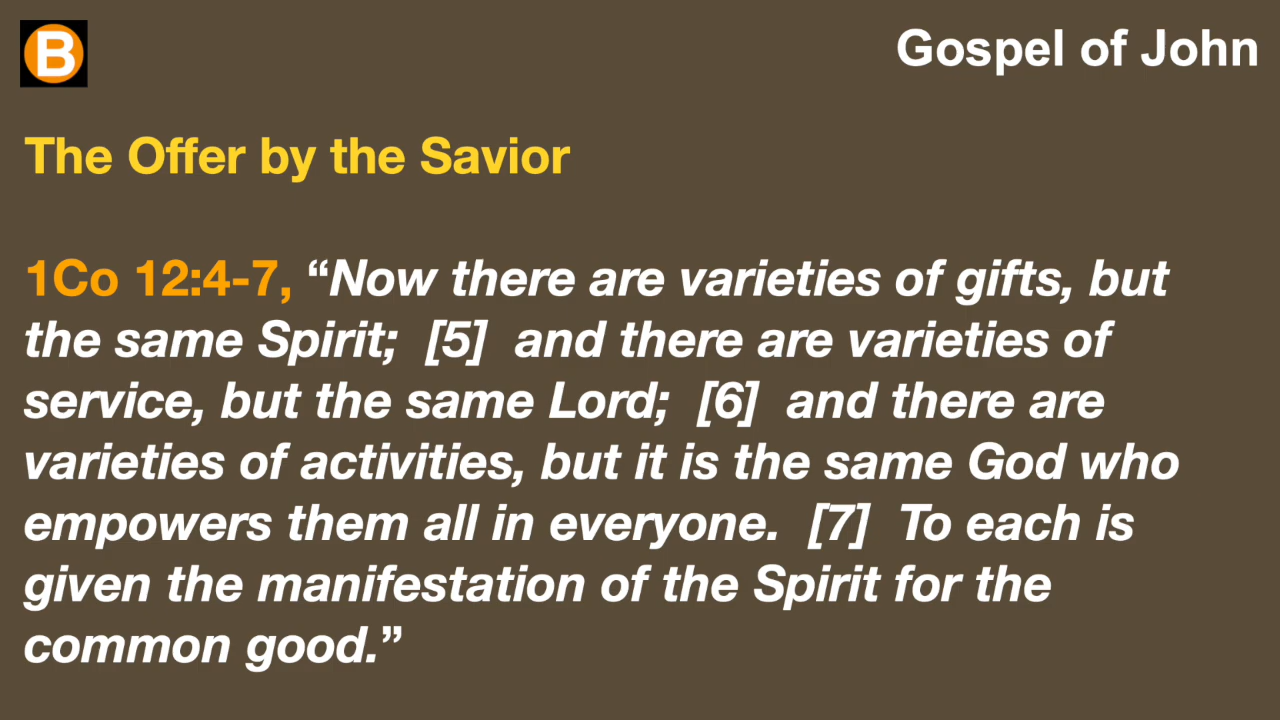 B
Gospel of John
The Offer by the Savior
1Co 12:4-7, “Now there are varieties of gifts, but
the same Spirit;  [5]  and there are varieties of
service, but the same Lord;  [6]  and there are
varieties of activities, but it is the same God who
empowers them all in everyone.  [7]  To each is
given the manifestation of the Spirit for the
common good.”